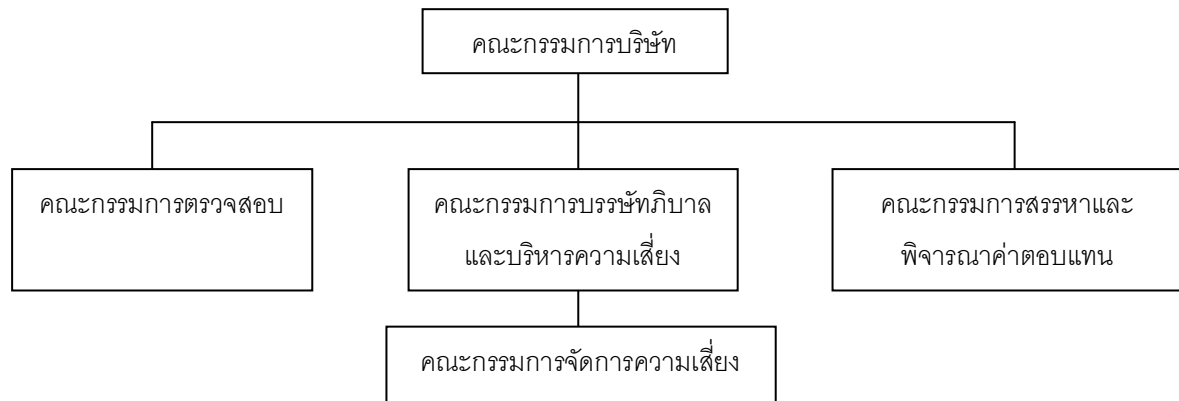 คณะกรรมการบริษัท
คณะกรรมการตรวจสอบ
คณะกรรมการบรรษัทภิบาล
และบริหารความเสี่ยง
คณะกรรมการสรรหาและ
พิจารณาค่าตอบแทน
คณะกรรมการจัดการความเสี่ยง